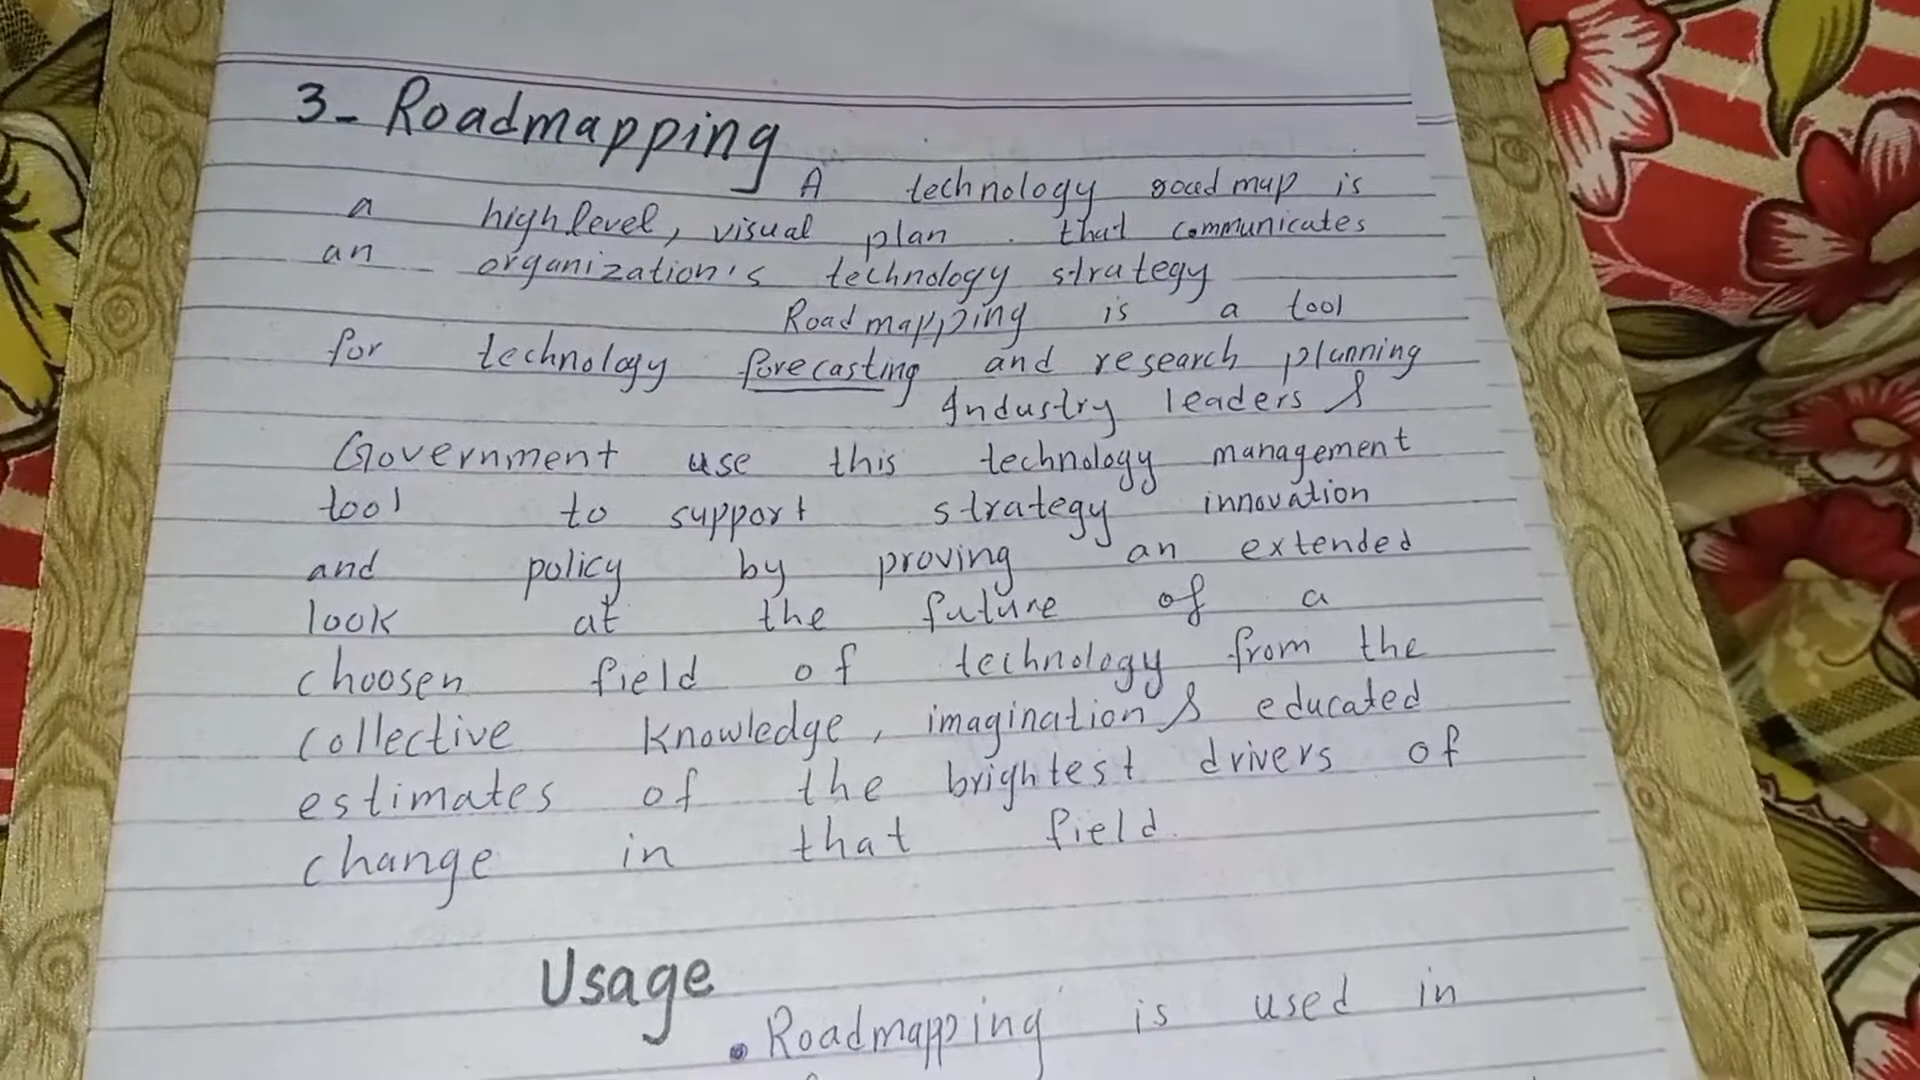 3- Roadmapping
A technology roadmap is
a high level, visual plan that communicates
an organization's technology strategy
Roadmapping is a tool
for technology forecasting and research planning
Industry leaders &
Government use this technology management
tool to support strategy innovation
and policy by proving an extended
look at the future of a
choosen field of technology from the
collective knowledge, imagination & educated
estimates of the brightest drivers of
change in that field.
Usage
• Roadmapping is used in